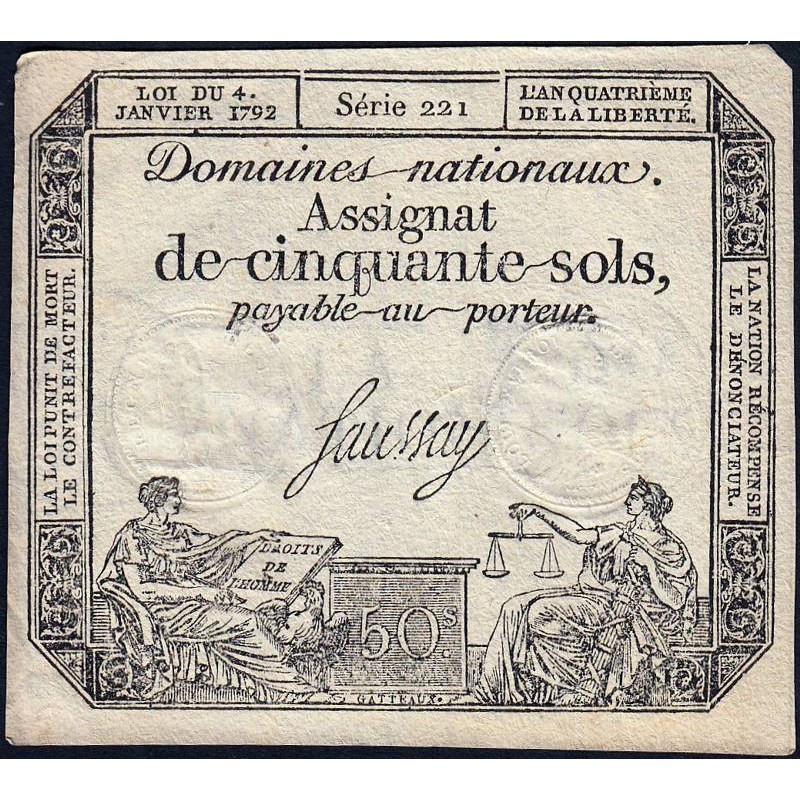 LOI DU 4.
JANVIER 1792
Série 221
L'AN QUATRIÈME
DE LA LIBERTÉ.
Domaines nationaux.
Assignat
de cinquante sols,
payable au porteur.
LA LOI PUNIT DE MORT
LE CONTREFACTEUR.
LA NATION RÉCOMPENSE
LE DÉNONCIATEUR.
Saussay
DROITS
DE
L'HOMME
50 s.
GATTEAUX.